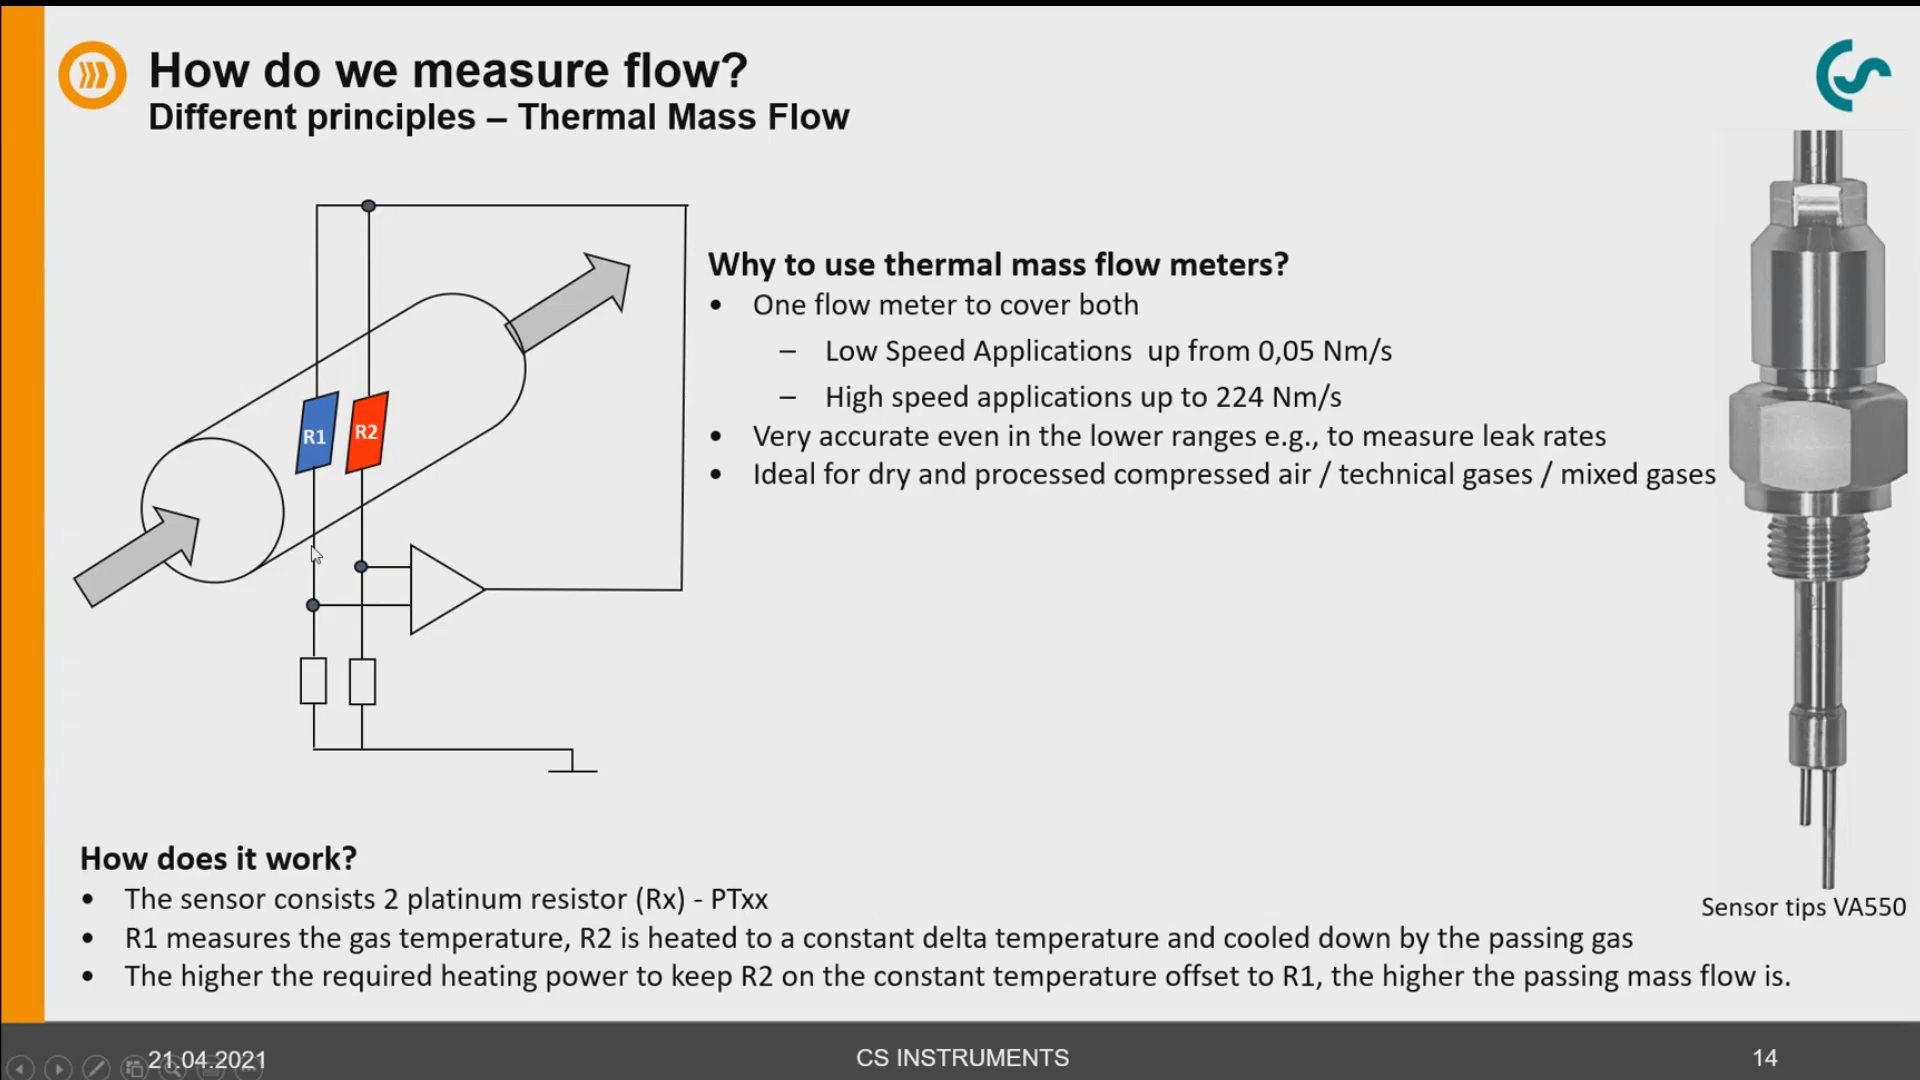 How do we measure flow?
Different principles – Thermal Mass Flow
R1
R2
Why to use thermal mass flow meters?
• One flow meter to cover both
– Low Speed Applications up from 0,05 Nm/s
– High speed applications up to 224 Nm/s
• Very accurate even in the lower ranges e.g., to measure leak rates
• Ideal for dry and processed compressed air / technical gases / mixed gases
Sensor tips VA550
How does it work?
• The sensor consists 2 platinum resistor (Rx) - PTxx
• R1 measures the gas temperature, R2 is heated to a constant delta temperature and cooled down by the passing gas
• The higher the required heating power to keep R2 on the constant temperature offset to R1, the higher the passing mass flow is.
21.04.2021
CS INSTRUMENTS
14